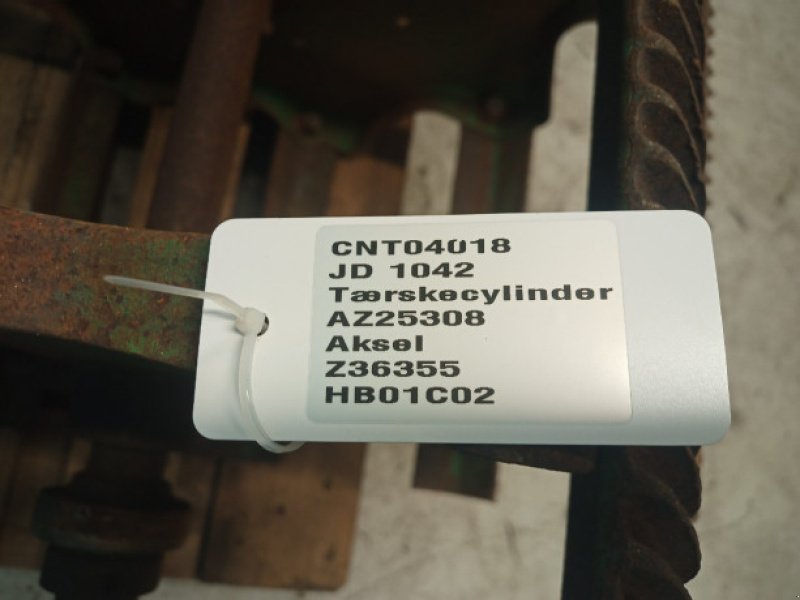 CNT04018
JD 1042
Tærskecylinder
AZ25308
Aksel
Z36355
HB01C02